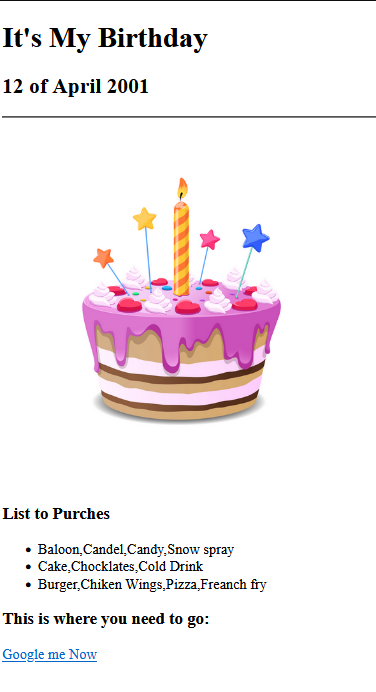 It's My Birthday
12 of April 2001
List to Purches
Baloon,Candel,Candy,Snow spray
Cake,Chocklates,Cold Drink
Burger,Chiken Wings,Pizza,Freanch fry
This is where you need to go:
Google me Now